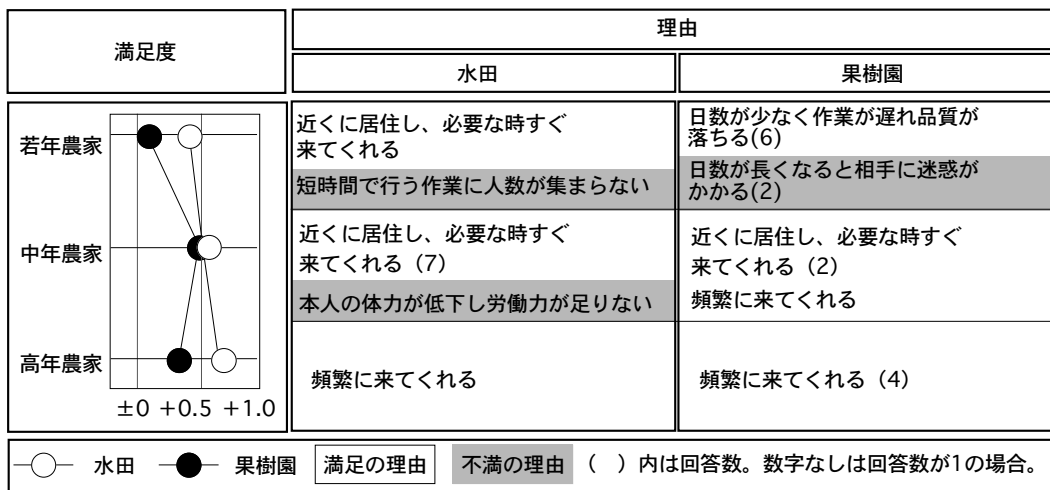 満足度
理由
水田
果樹園
若年農家
近くに居住し、必要な時すぐ
来てくれる
短時間で行う作業に人数が集まらない
日数が少なく作業が遅れ品質が
落ちる(6)
日数が長くなると相手に迷惑が
かかる(2)
中年農家
近くに居住し、必要な時すぐ
来てくれる（7）
本人の体力が低下し労働力が足りない
近くに居住し、必要な時すぐ
来てくれる（2）
頻繁に来てくれる
高年農家
頻繁に来てくれる
頻繁に来てくれる（4）
±0 +0.5 +1.0
水田 果樹園 満足の理由 不満の理由 （　）内は回答数。数字なしは回答数が1の場合。